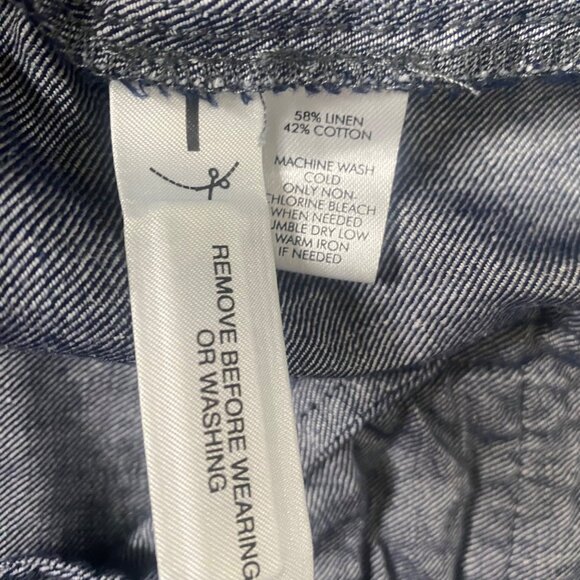 58% LINEN
42% COTTON
MACHINE WASH
COLD
ONLY NON.
CHLORINE BLEACH
WHEN NEEDED
UMBLE DRY LOW
WARM IRON
IF NEEDED
REMOVE BEFORE WEARING
OR WASHING